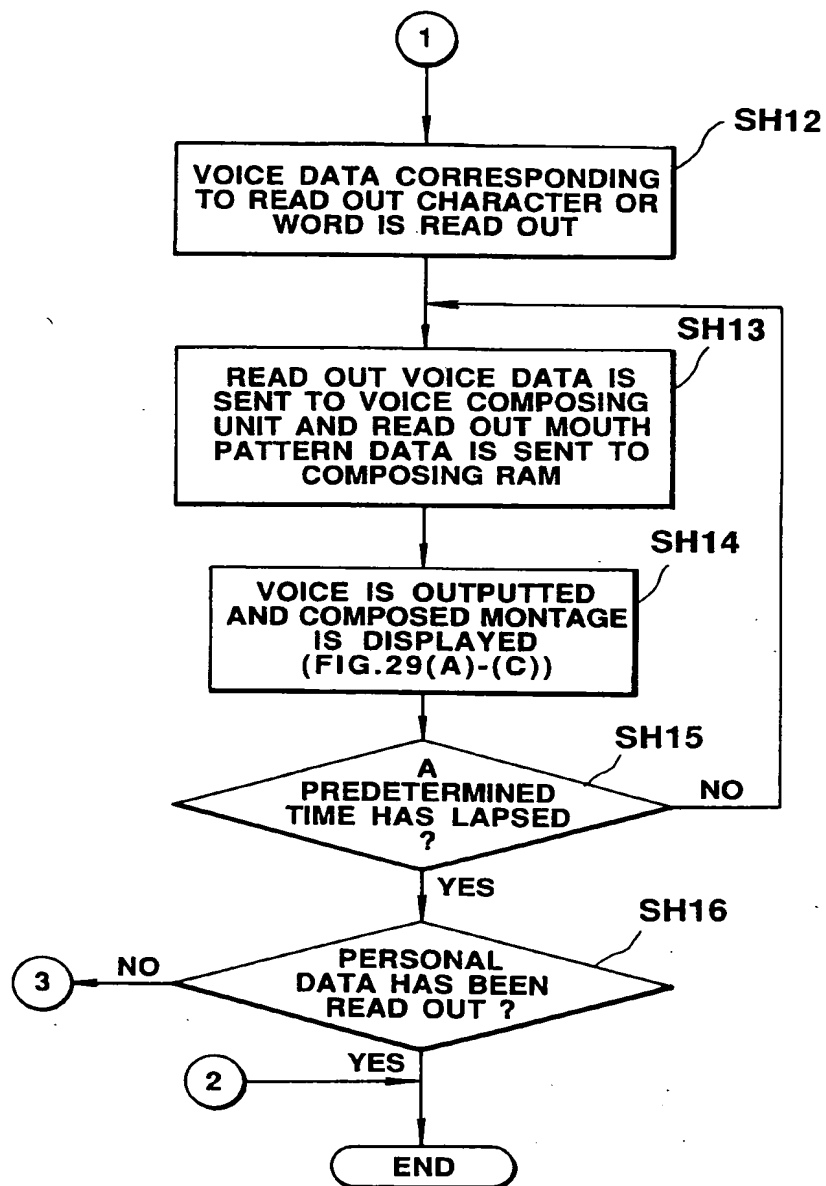 1
SH12
VOICE DATA CORRESPONDING
TO READ OUT CHARACTER OR
WORD IS READ OUT
SH13
READ OUT VOICE DATA IS
SENT TO VOICE COMPOSING
UNIT AND READ OUT MOUTH
PATTERN DATA IS SENT TO
COMPOSING RAM
SH14
VOICE IS OUTPUTTED
AND COMPOSED MONTAGE
IS DISPLAYED
(FIG.29(A)-(C))
SH15
A
PREDETERMINED
TIME HAS LAPSED
?
NO
YES
SH16
PERSONAL
DATA HAS BEEN
READ OUT ?
NO
3
YES
2
END